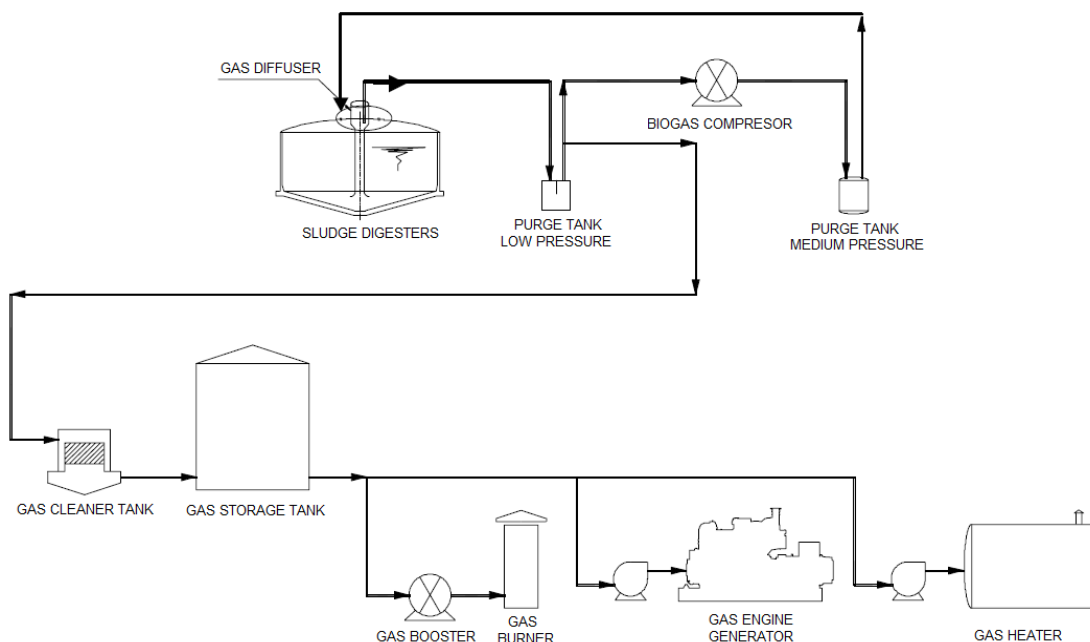 GAS DIFFUSER
BIOGAS COMPRESOR
SLUDGE DIGESTERS
PURGE TANK
LOW PRESSURE
PURGE TANK
MEDIUM PRESSURE
GAS CLEANER TANK
GAS STORAGE TANK
GAS BOOSTER
GAS
BURNER
GAS ENGINE
GENERATOR
GAS HEATER